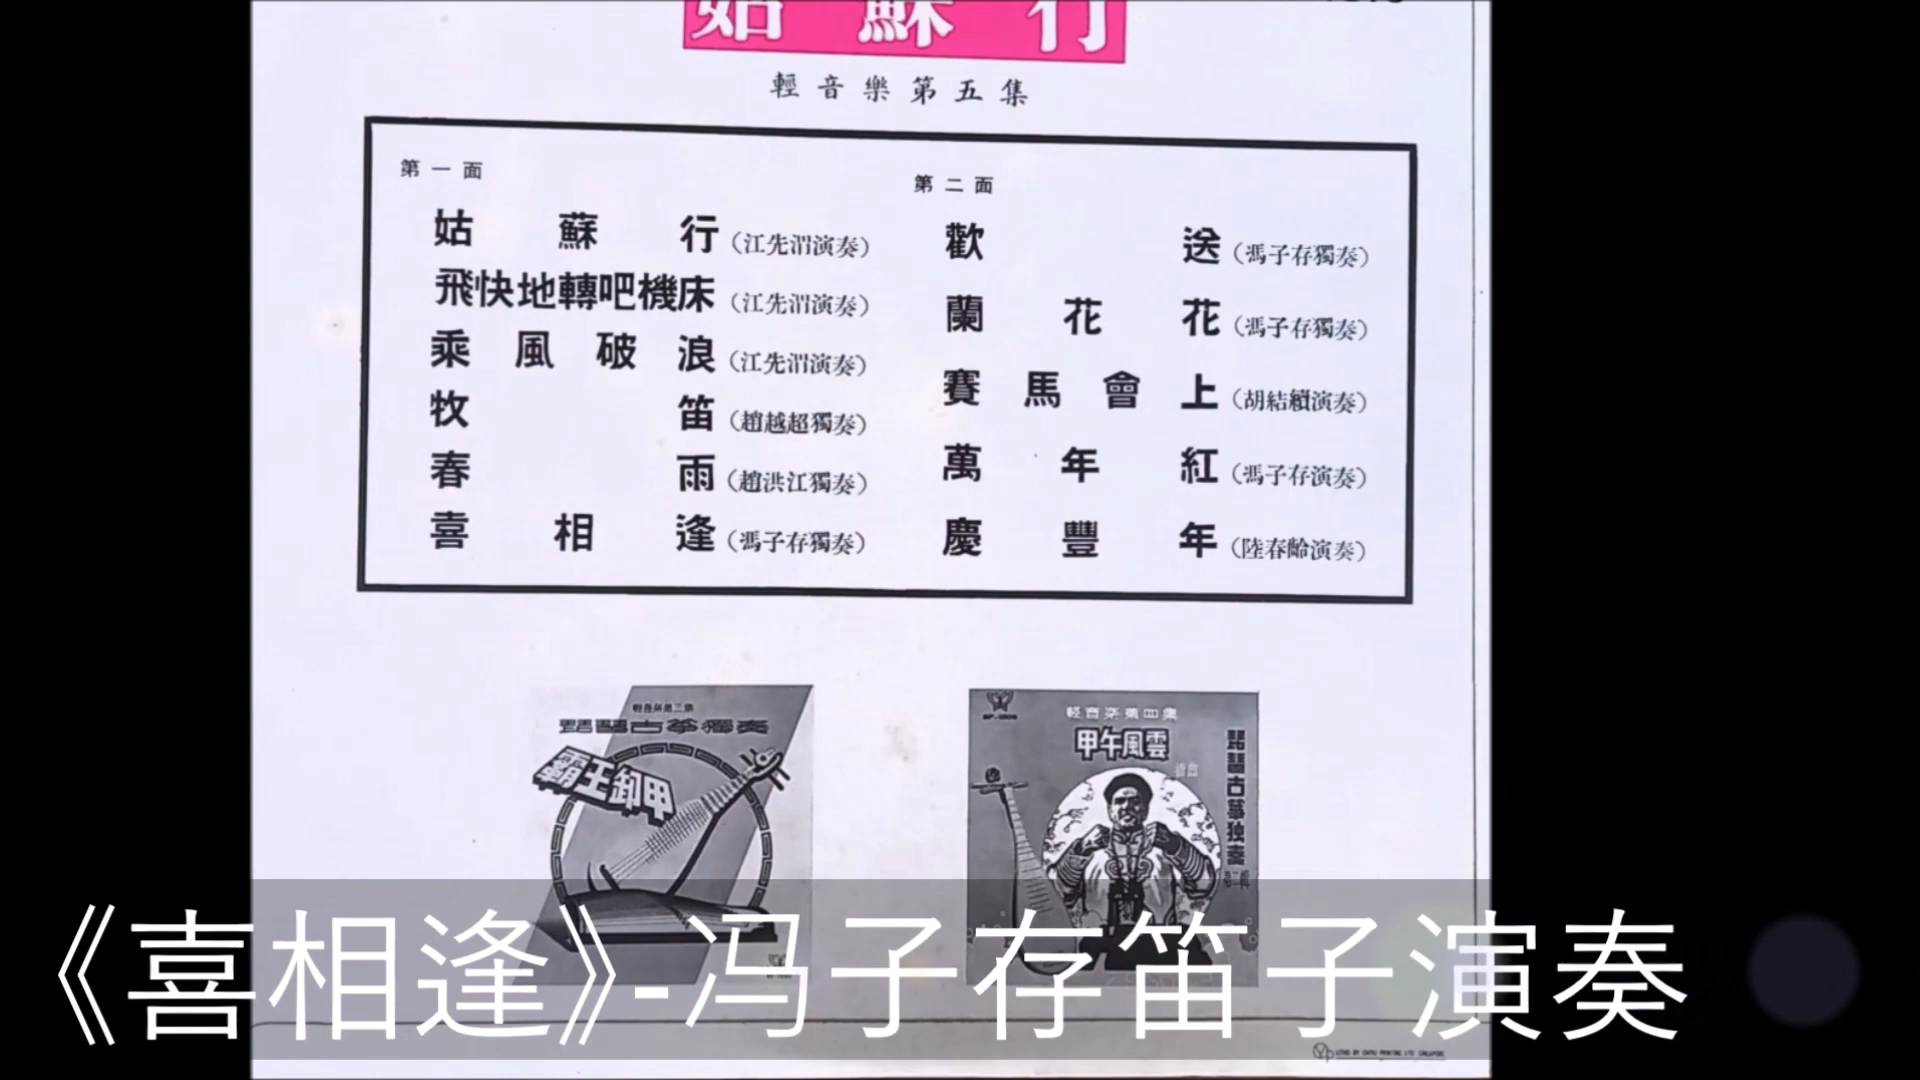 姑蘇行
輕音樂第五集
第一面
姑蘇行(江先渭演奏)
飛快地轉吧機床(江先渭演奏)
乘風破浪(江先渭演奏)
牧笛(趙越超獨奏)
春雨(趙洪江獨奏)
喜相逢(馮子存獨奏)
第二面
歡送(馮子存獨奏)
蘭花花(馮子存獨奏)
賽馬會上(胡結續演奏)
萬年紅(馮子存演奏)
慶豐年(陸春齡演奏)
琵琶古筝獨奏
霸王卸甲
輕音楽第四集
甲午風雲
插曲
琵琶古筝独奏
《喜相逢》-冯子存笛子演奏